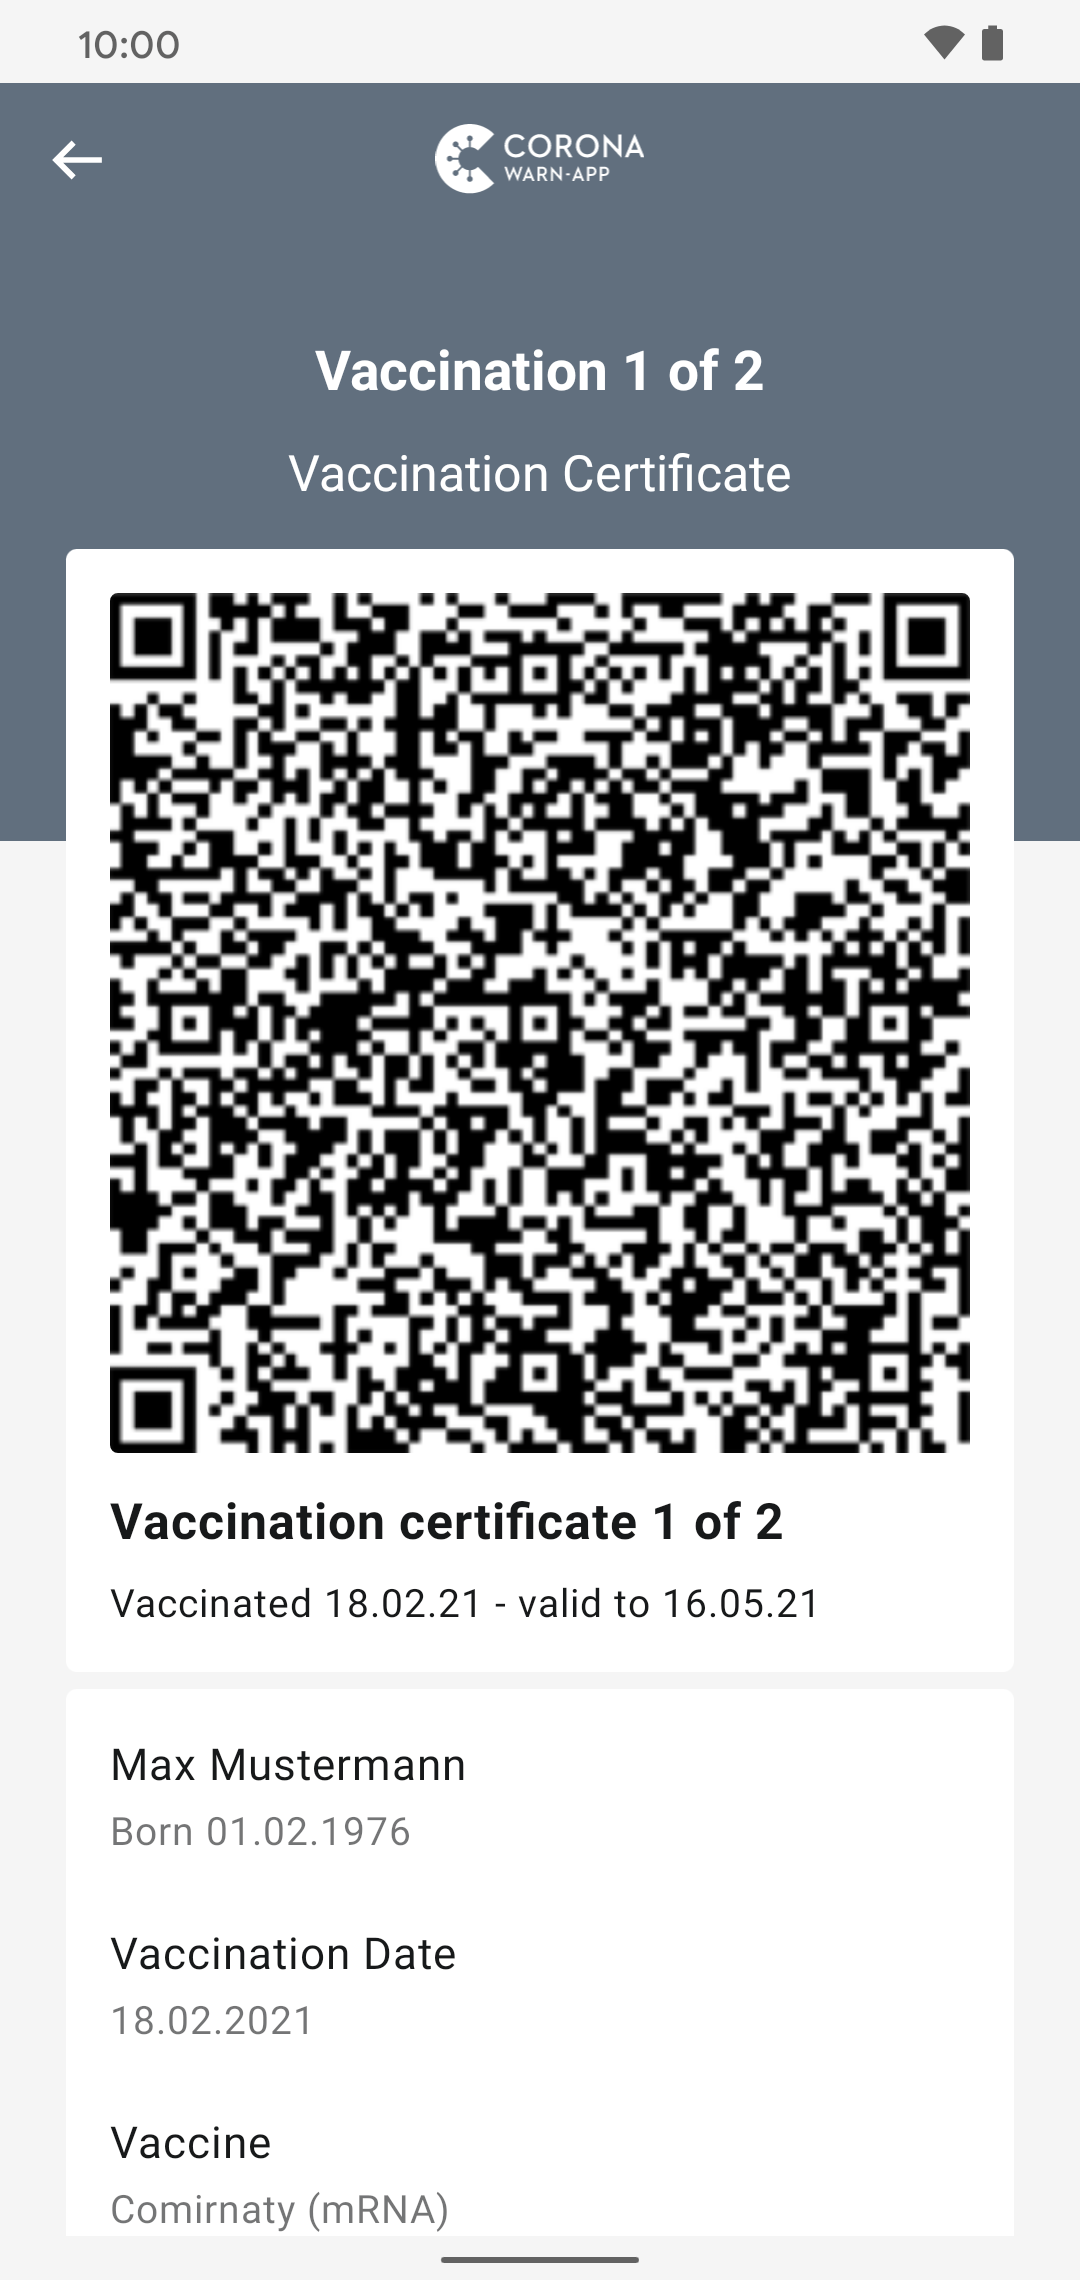 10:00
CORONA
WARN-APP
Vaccination 1 of 2
Vaccination Certificate
Vaccination certificate 1 of 2
Vaccinated 18.02.21 - valid to 16.05.21
Max Mustermann
Born 01.02.1976
Vaccination Date
18.02.2021
Vaccine
Comirnaty (mRNA)